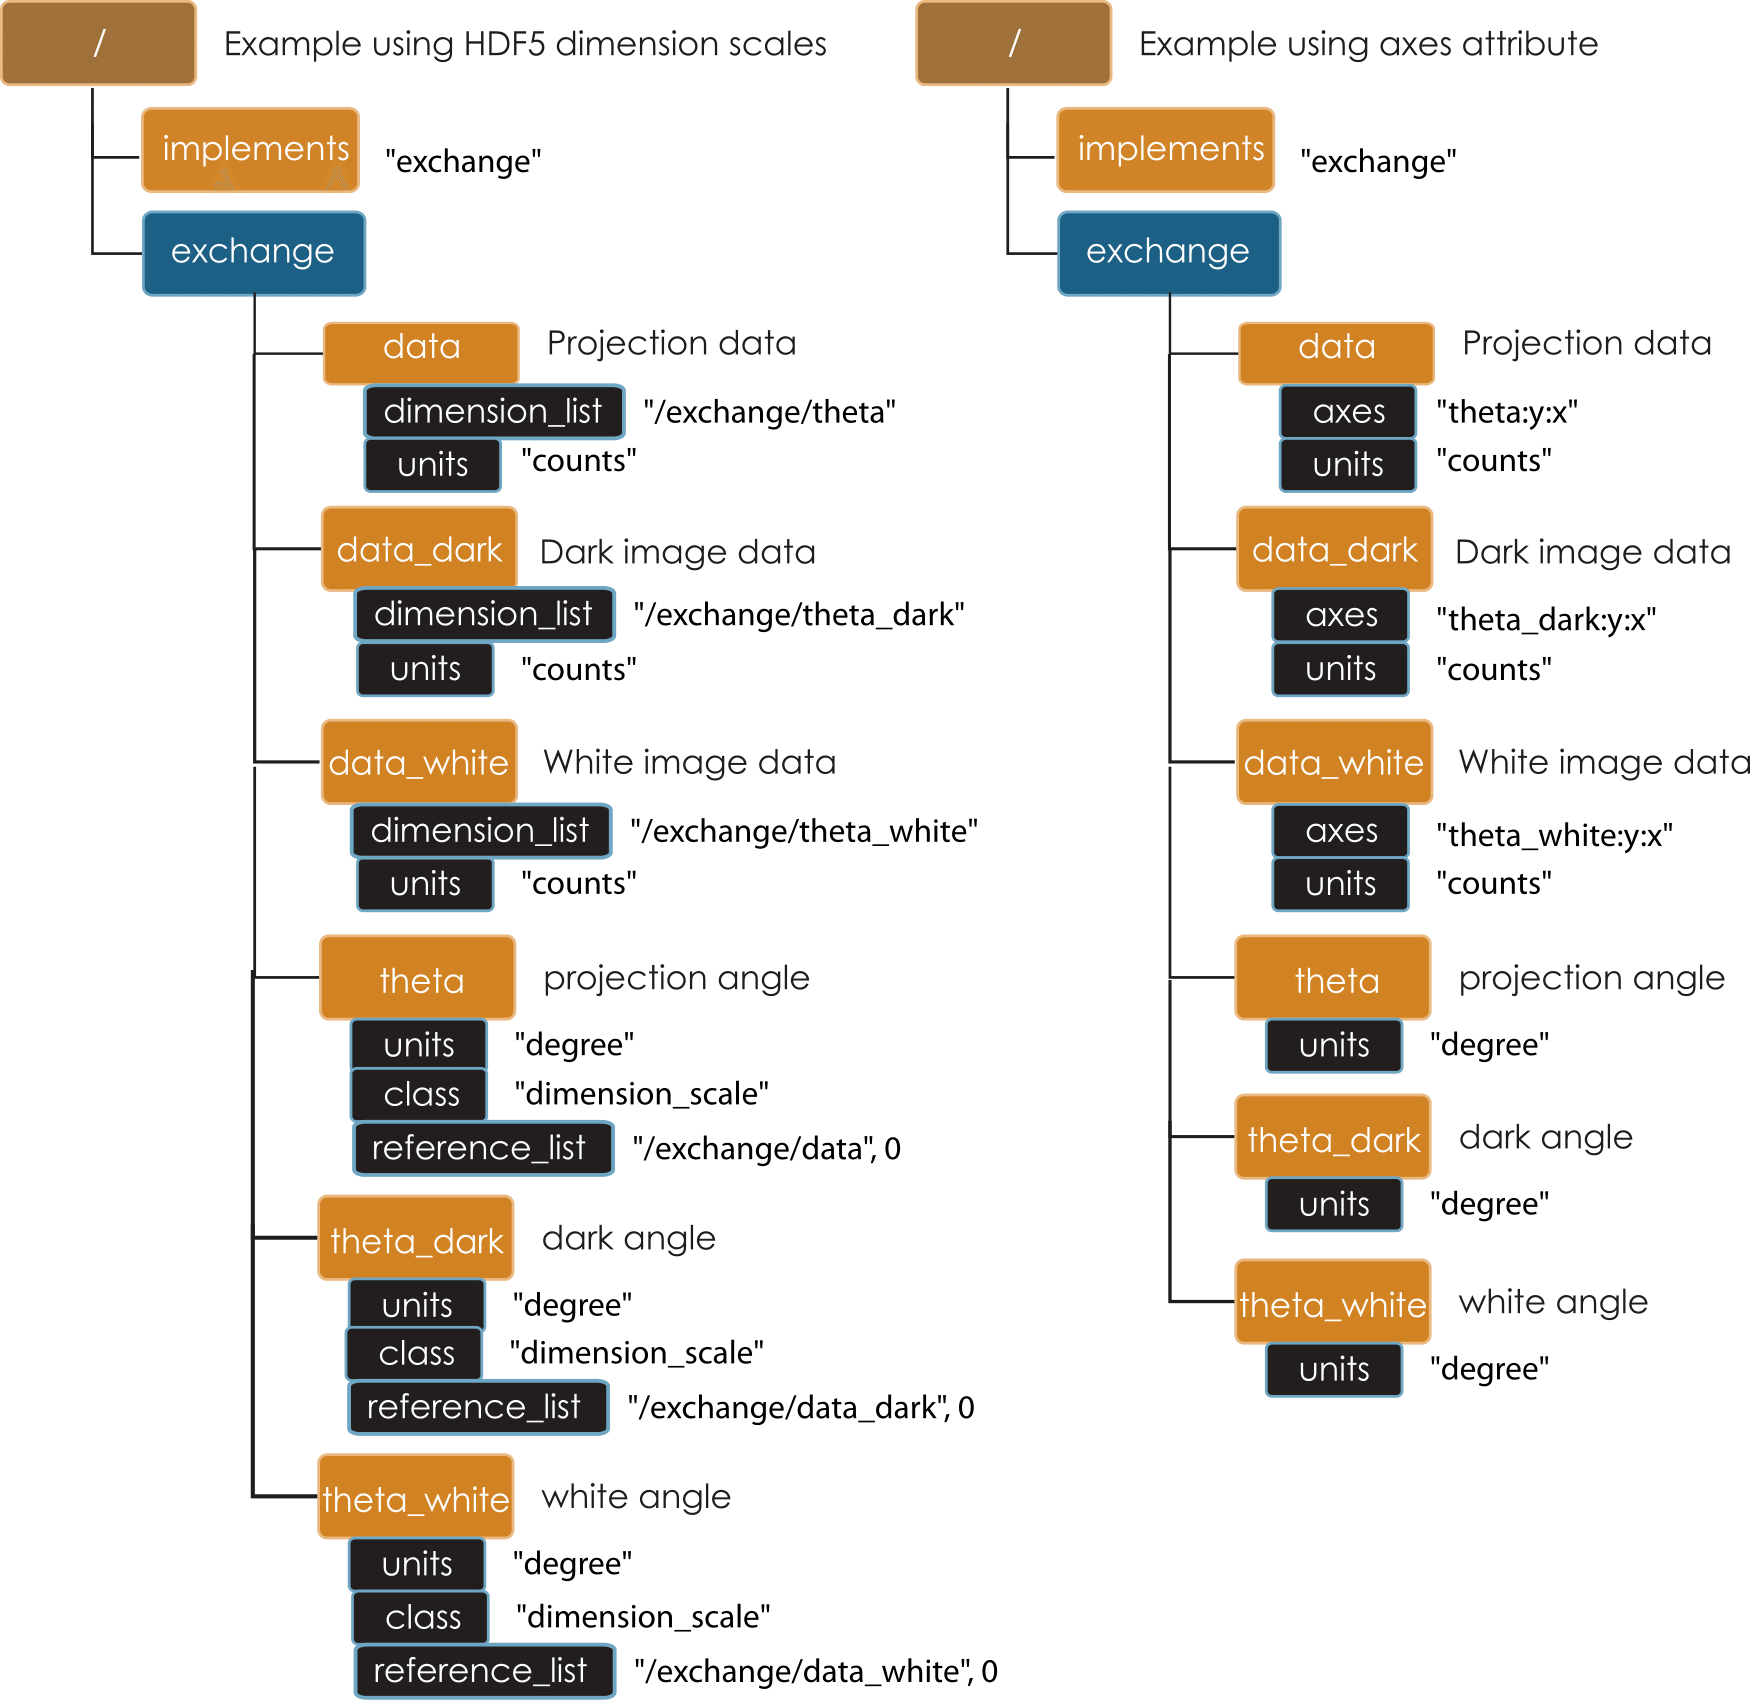 / Example using HDF5 dimension scales
implements "exchange"
exchange
data Projection data
dimension_list "/exchange/theta"
units "counts"
data_dark Dark image data
dimension_list "/exchange/theta_dark"
units "counts"
data_white White image data
dimension_list "/exchange/theta_white"
units "counts"
theta projection angle
units "degree"
class "dimension_scale"
reference_list "/exchange/data", 0
theta_dark dark angle
units "degree"
class "dimension_scale"
reference_list "/exchange/data_dark", 0
theta_white white angle
units "degree"
class "dimension_scale"
reference_list "/exchange/data_white", 0
/ Example using axes attribute
implements "exchange"
exchange
data Projection data
axes "theta:y:x"
units "counts"
data_dark Dark image data
axes "theta_dark:y:x"
units "counts"
data_white White image data
axes "theta_white:y:x"
units "counts"
theta projection angle
units "degree"
theta_dark dark angle
units "degree"
theta_white white angle
units "degree"